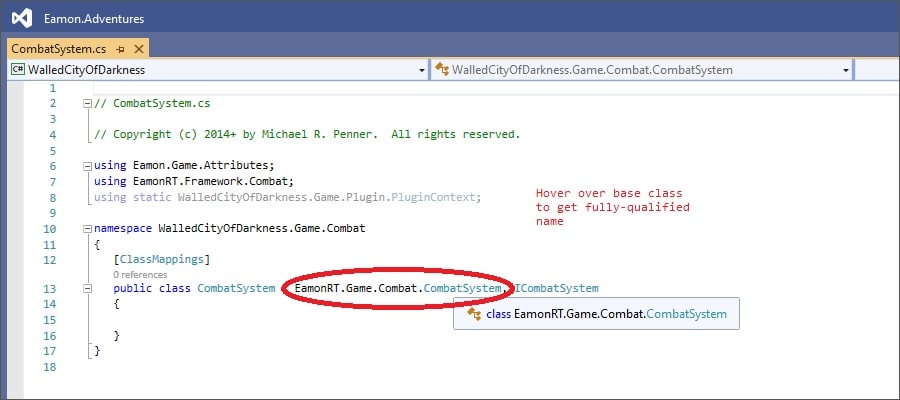 Eamon.Adventures
CombatSystem.cs
C# WalledCityOfDarkness
WalledCityOfDarkness.Game.Combat.CombatSystem
1
2 // CombatSystem.cs
3
4 // Copyright (c) 2014+ by Michael R. Penner.  All rights reserved.
5
6 using Eamon.Game.Attributes;
7 using EamonRT.Framework.Combat;
8 using static WalledCityOfDarkness.Game.Plugin.PluginContext;
Hover over base class
to get fully-qualified
name
9
10 namespace WalledCityOfDarkness.Game.Combat
11 {
12 [ClassMappings]
0 references
13 public class CombatSystem EamonRT.Game.Combat.CombatSystem, ICombatSystem
14 {
class EamonRT.Game.Combat.CombatSystem
15
16 }
17 }
18